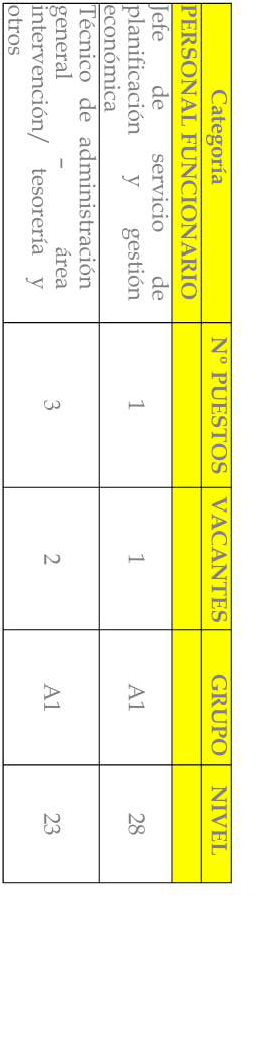 Categoría Nº PUESTOS VACANTES GRUPO NIVEL
PERSONAL FUNCIONARIO
Jefe de servicio de
planificación y gestión 1 1 A1 28
económica
Técnico de administración
general – área 3 2 A1 23
intervención/ tesorería y
otros